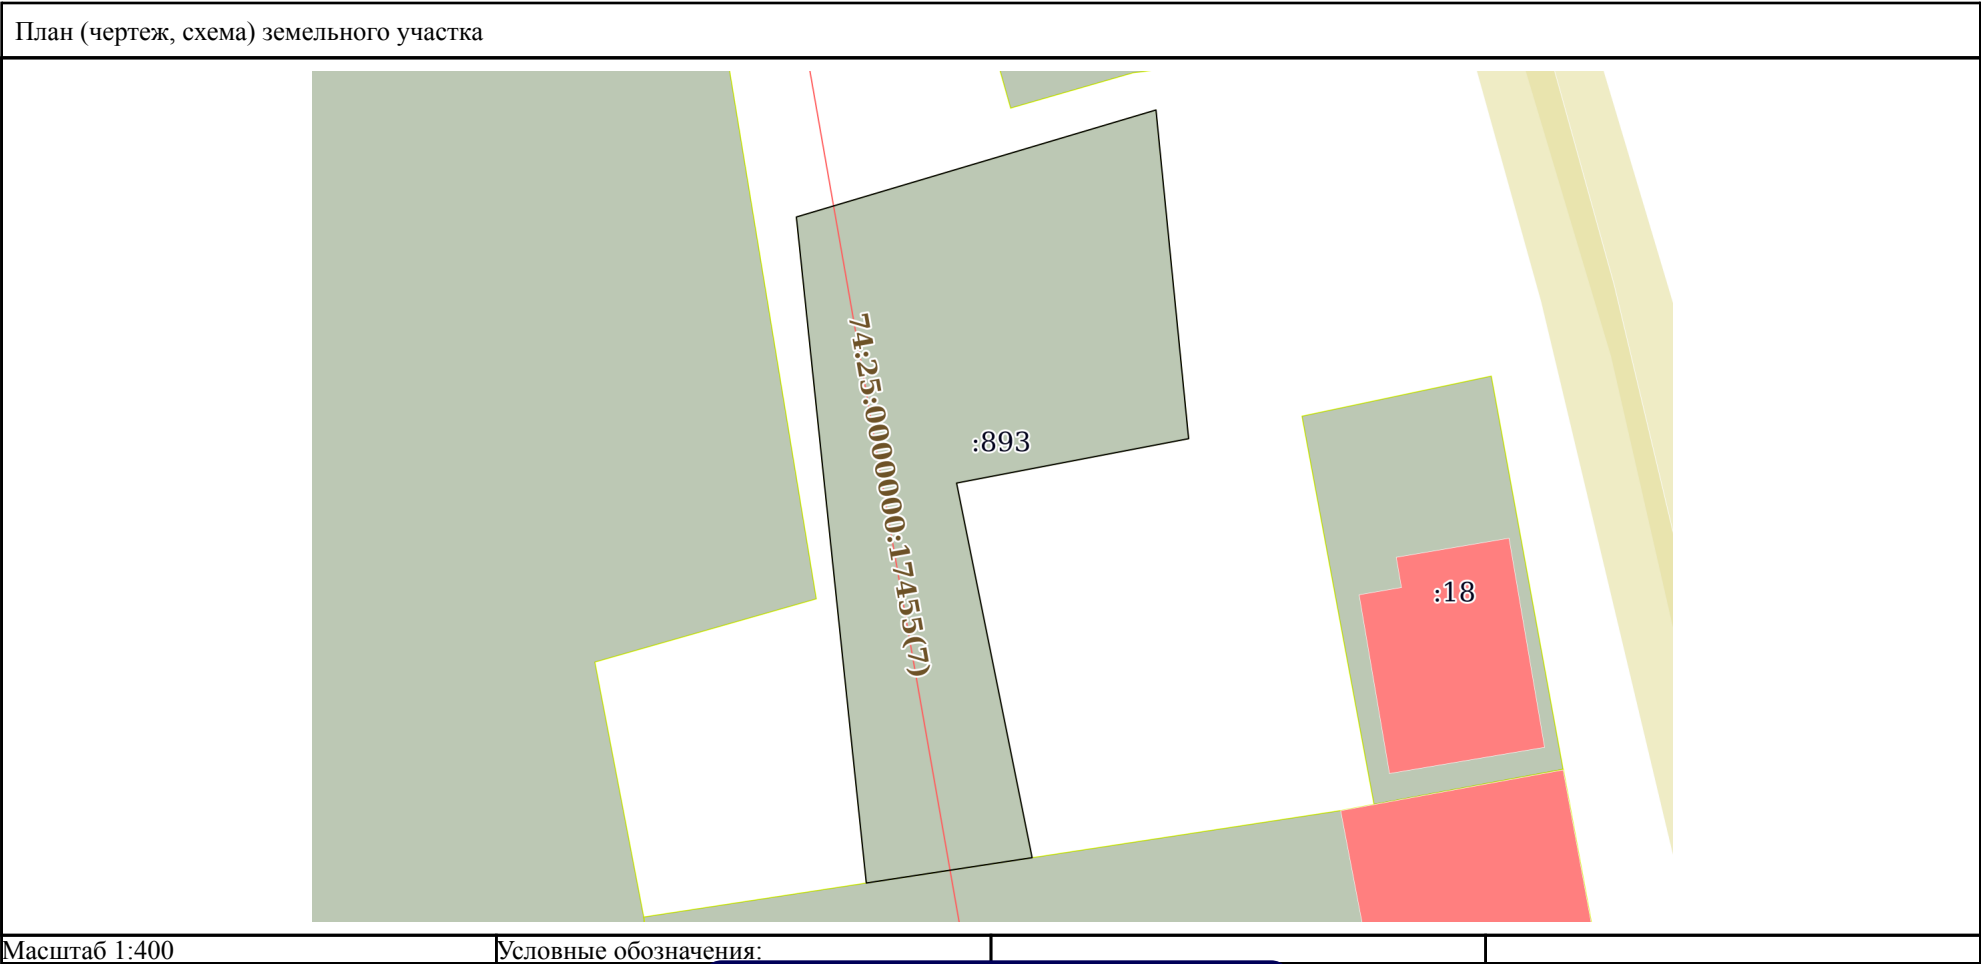 План (чертеж, схема) земельного участка
74:25:0000000:17455(7)
:893
:18
Масштаб 1:400
Условные обозначения: